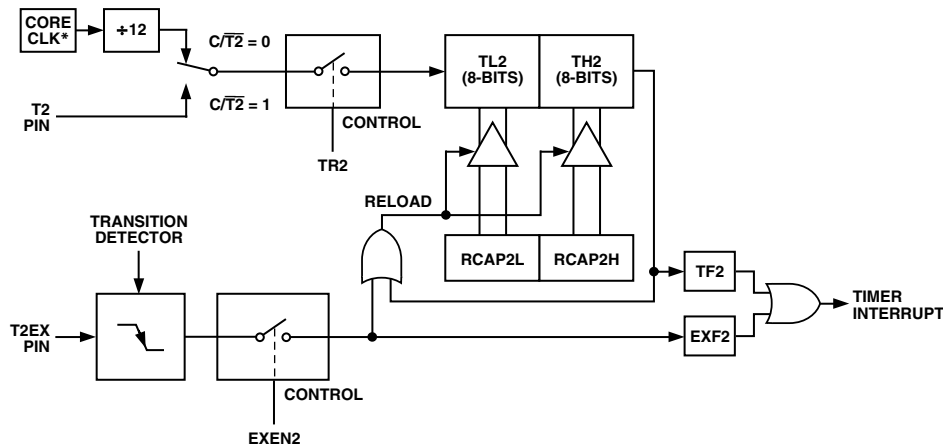 CORE
CLK*
÷12
C/T2 = 0
C/T2 = 1
T2
PIN
CONTROL
TR2
TL2
(8-BITS)
TH2
(8-BITS)
RELOAD
TRANSITION
DETECTOR
RCAP2L
RCAP2H
T2EX
PIN
CONTROL
EXEN2
TF2
EXF2
TIMER
INTERRUPT